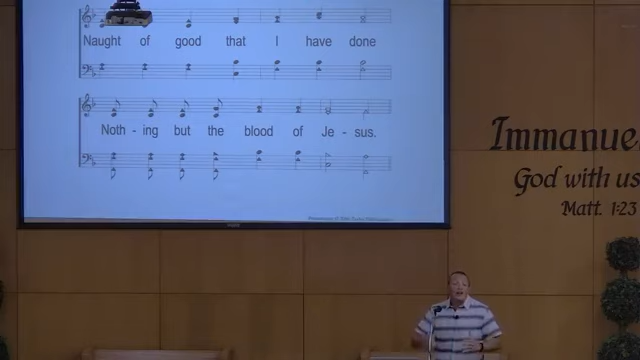 Naught of good that I have done
Noth - ing but the blood of Je - sus.
Immanue
God with us
Matt. 1:23